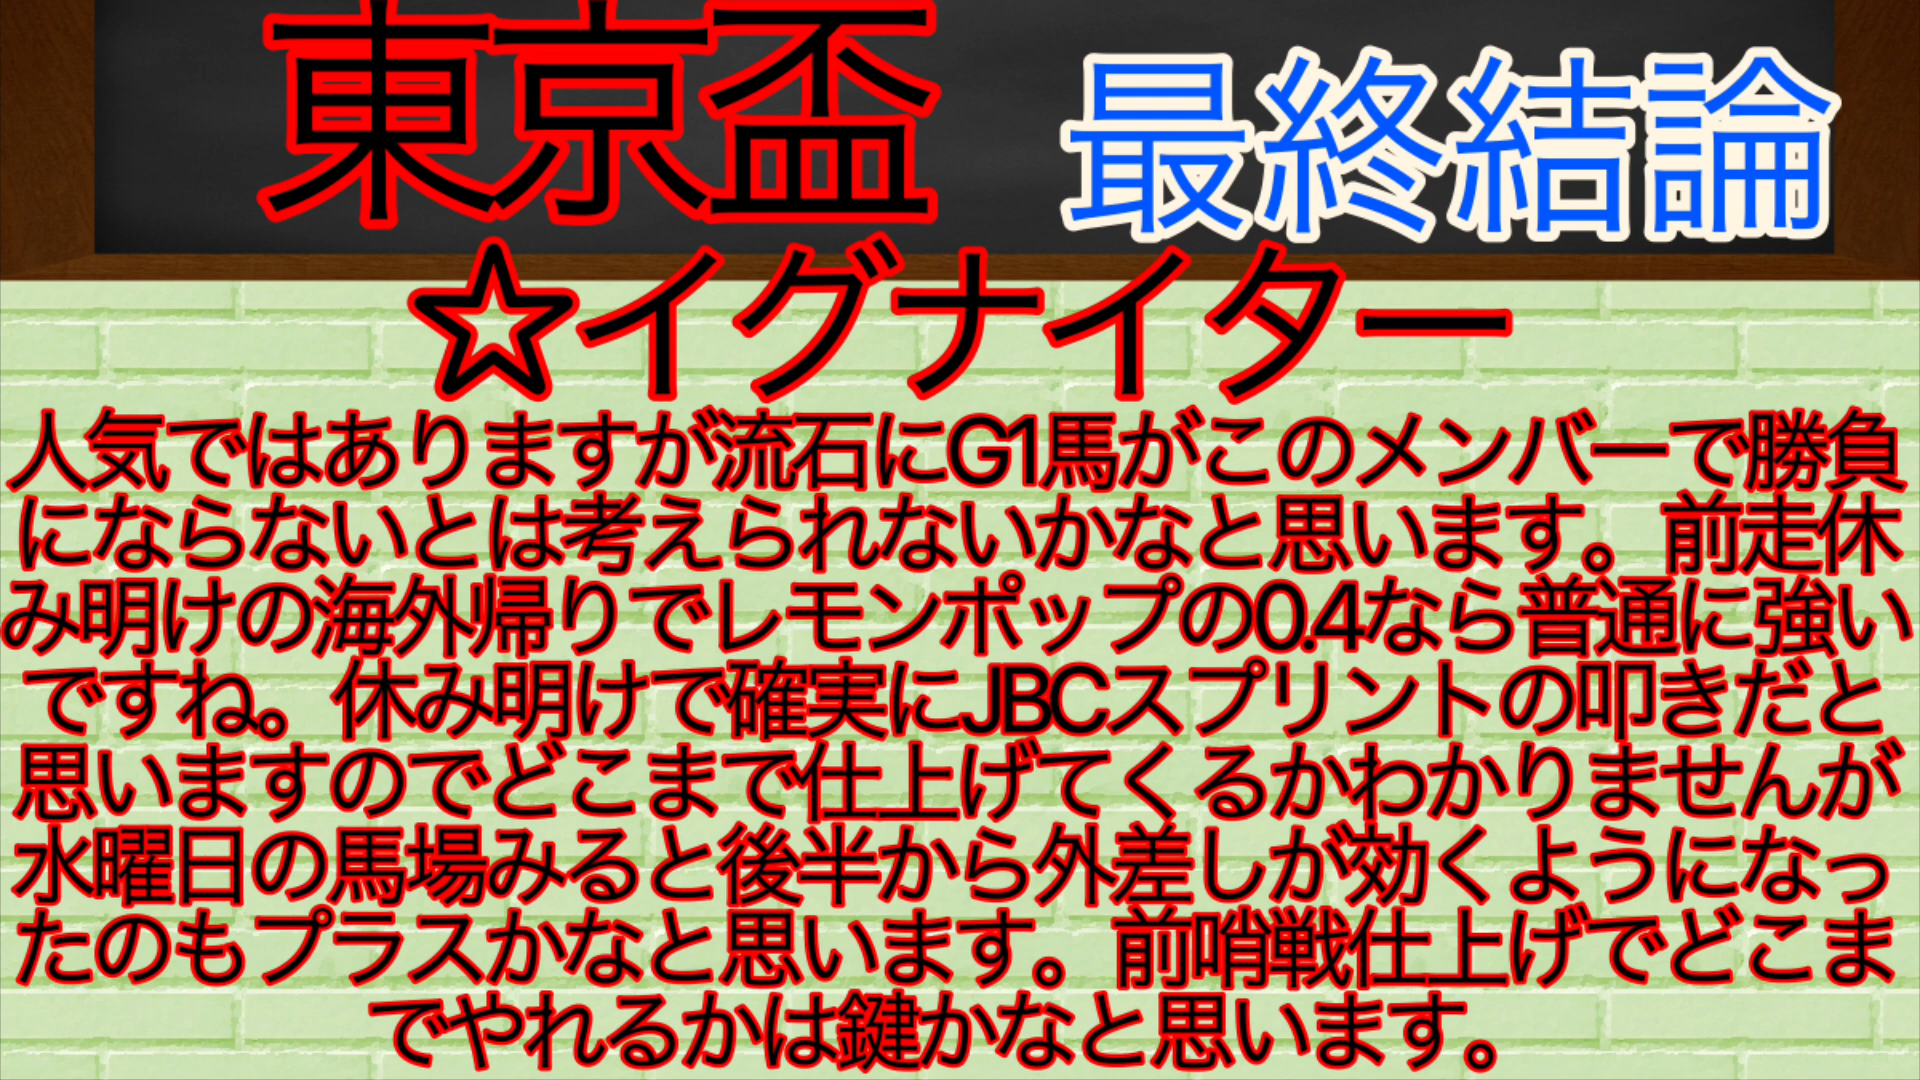 東京盃 最終結論
☆イグナイター
人気ではありますが流石にG1馬がこのメンバーで勝負
にならないとは考えられないかなと思います。前走休
み明けの海外帰りでレモンポップの0.4なら普通に強い
ですね。休み明けで確実にJBCスプリントの叩きだと
思いますのでどこまで仕上げてくるかわかりませんが
水曜日の馬場みると後半から外差しが効くようになっ
たのもプラスかなと思います。前哨戦仕上げでどこま
でやれるかは鍵かなと思います。